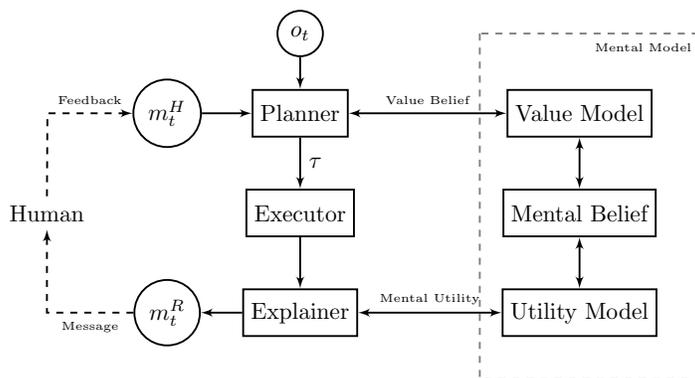 o_t
Mental Model
Feedback
m_t^H
Planner
Value Belief
Value Model
τ
Human
Executor
Mental Belief
Message
m_t^R
Explainer
Mental Utility
Utility Model